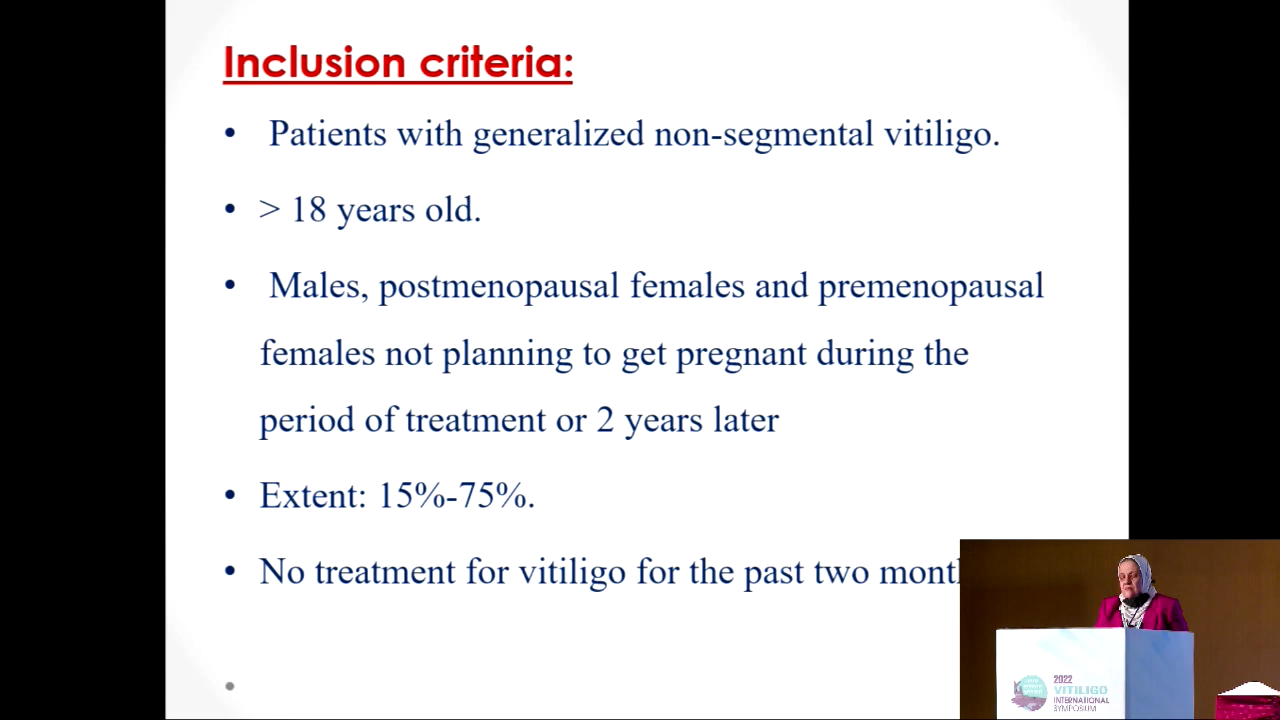 Inclusion criteria:
• Patients with generalized non-segmental vitiligo.
• > 18 years old.
• Males, postmenopausal females and premenopausal
females not planning to get pregnant during the
period of treatment or 2 years later
• Extent: 15%-75%.
• No treatment for vitiligo for the past two
2022
VITILIGO
INTERNATIONAL
SYMPOSIUM